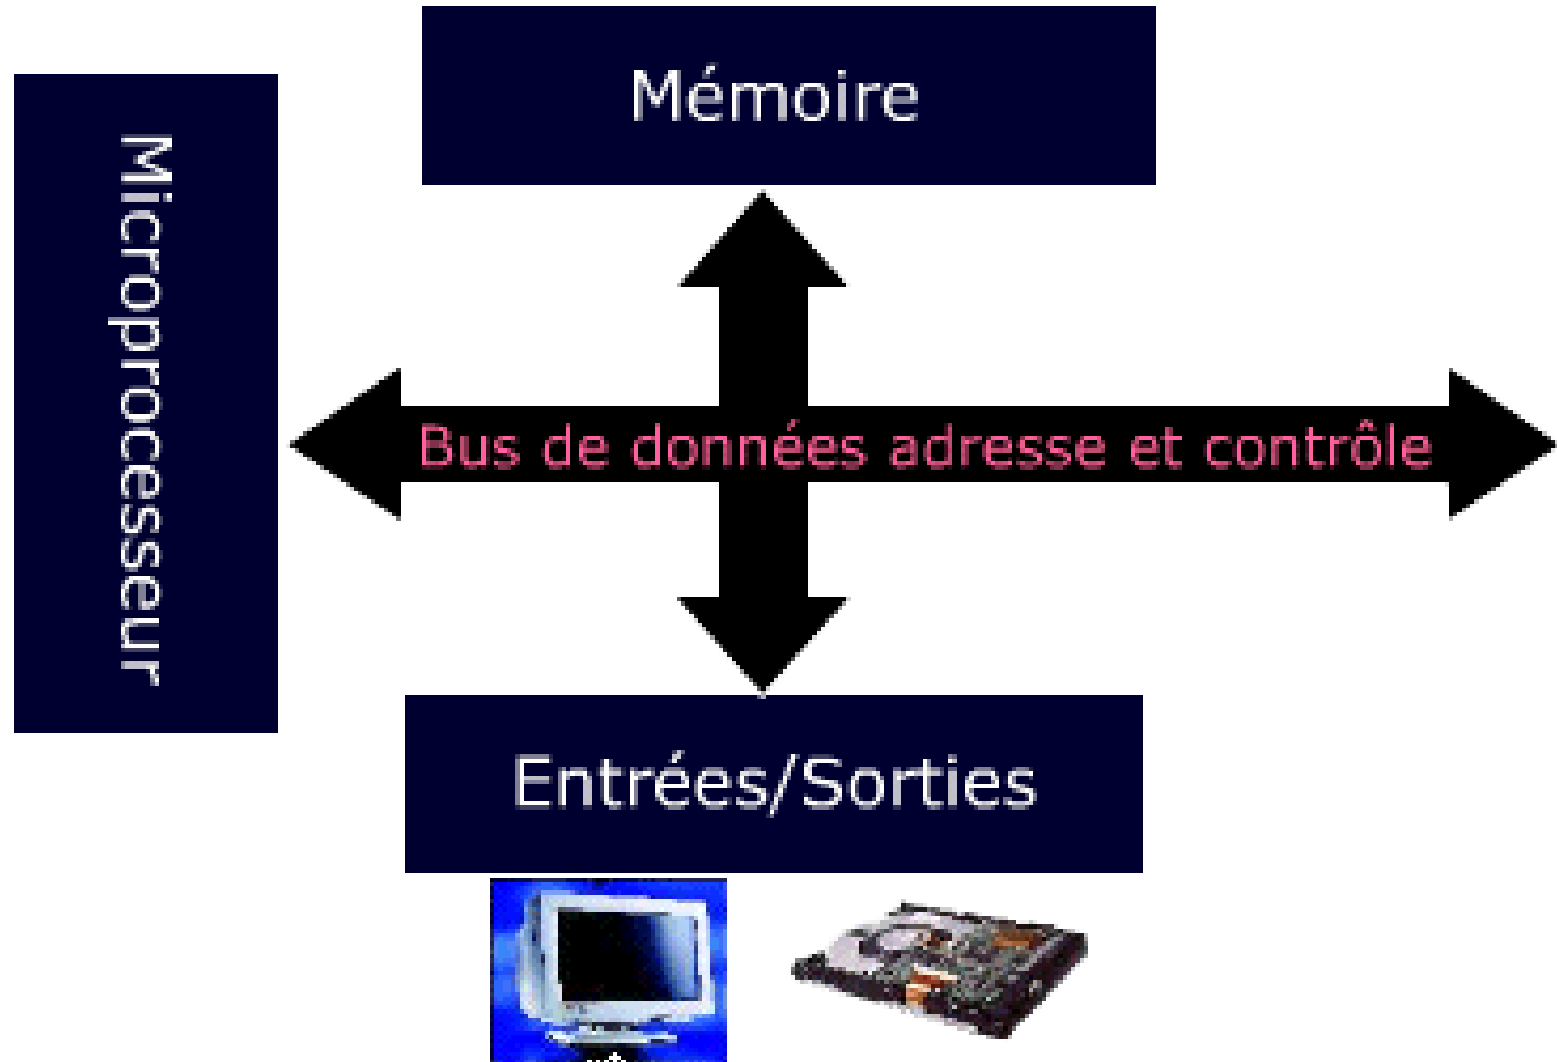 Mémoire
Microprocesseur
Bus de données adresse et contrôle
Entrées/Sorties